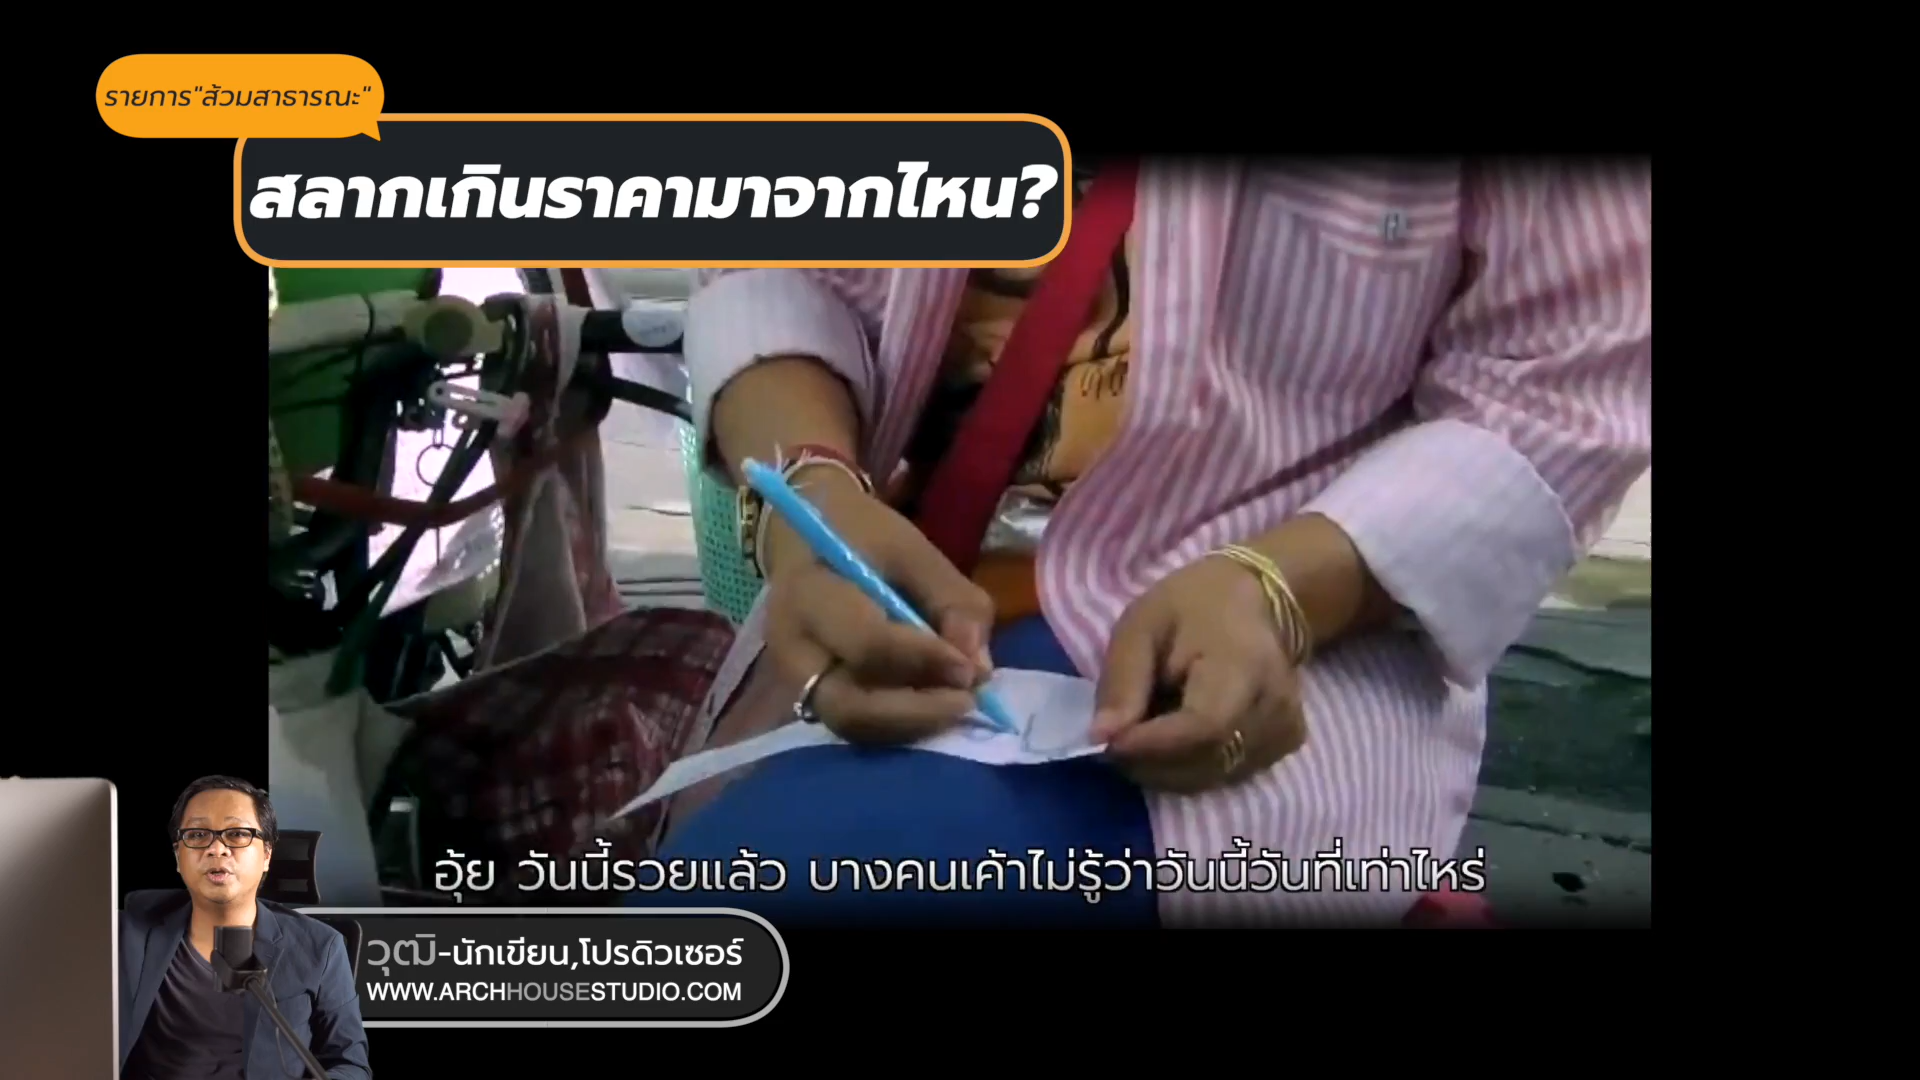 รายการ"ส้วมสาธารณะ"
สลากเกินราคามาจากไหน?
อุ้ย วันนี้รวยแล้ว บางคนเค้าไม่รู้ว่าวันนี้วันที่เท่าไหร่
วุฒิ-นักเขียน,โปรดิวเซอร์
WWW.ARCHHOUSESTUDIO.COM